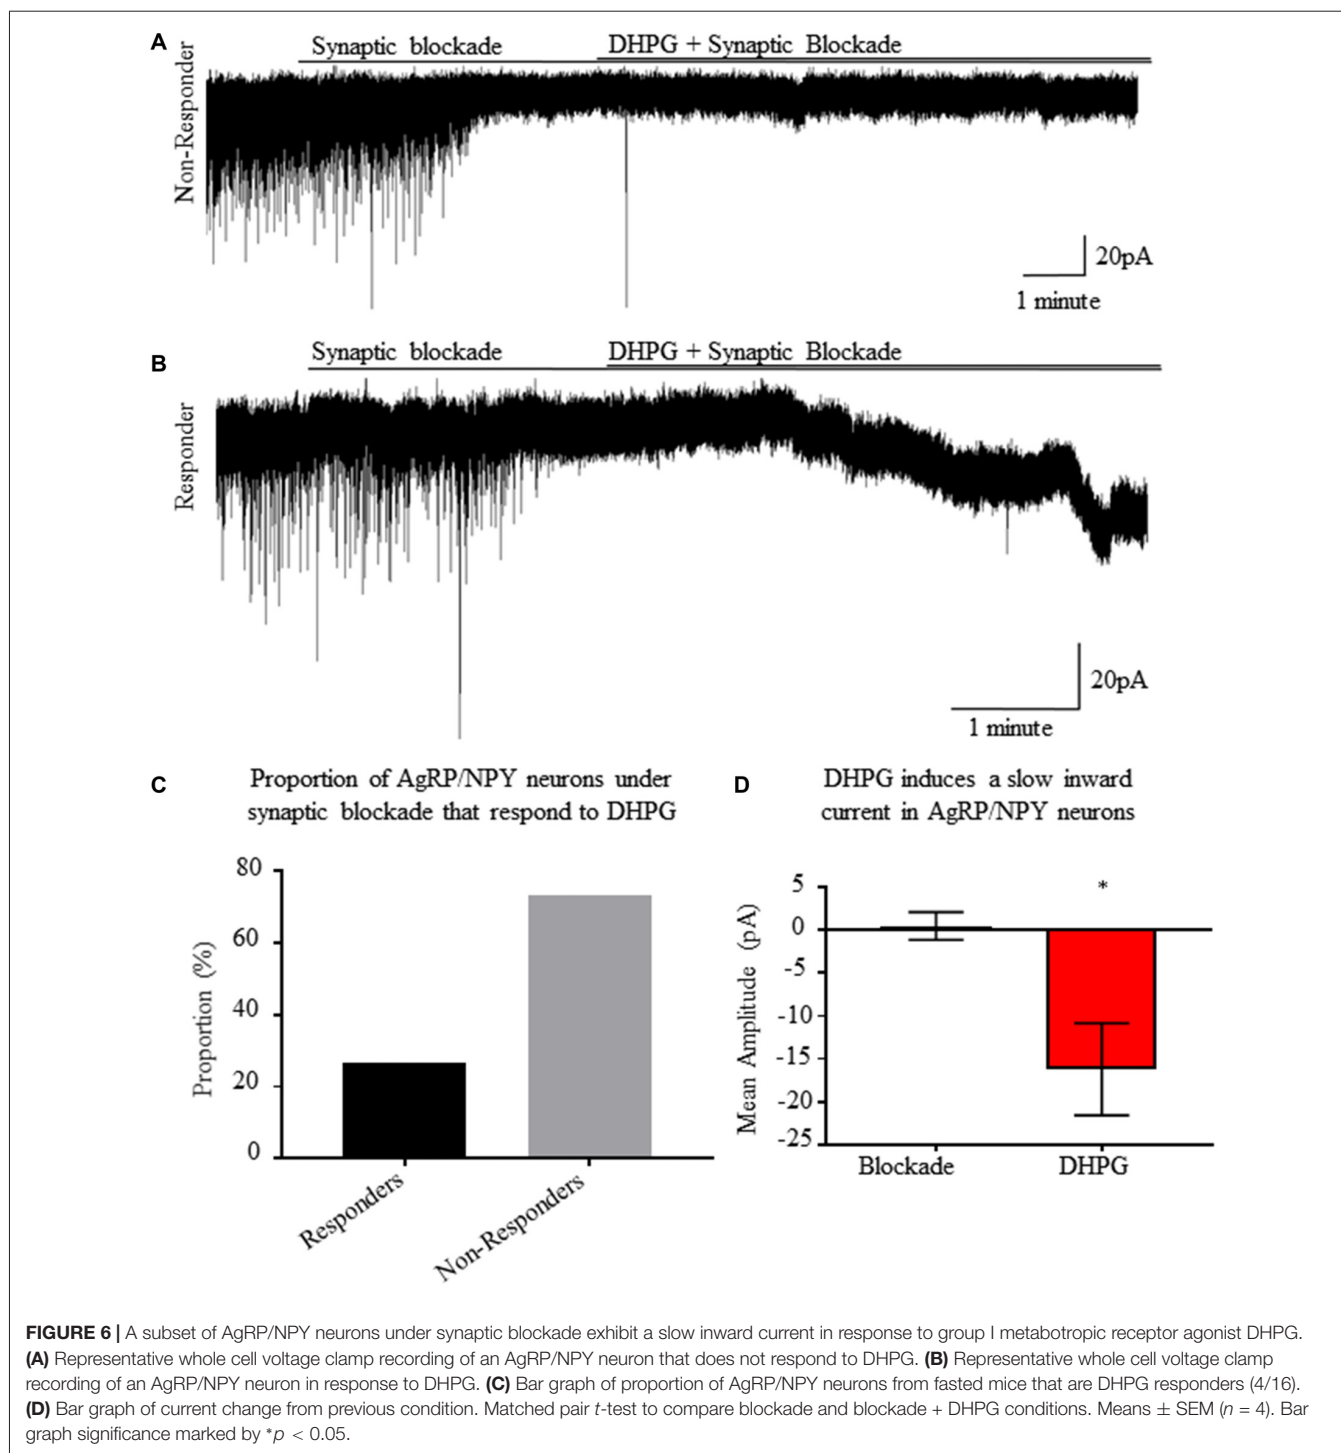 A
Synaptic blockade
DHPG + Synaptic Blockade
Non-Responder
20pA
1 minute
B
Synaptic blockade
DHPG + Synaptic Blockade
Responder
20pA
1 minute
C
Proportion of AgRP/NPY neurons under
synaptic blockade that respond to DHPG
80
60
40
20
0
Proportion (%)
Responders
Non-Responders
D
DHPG induces a slow inward
current in AgRP/NPY neurons
5
0
-5
-10
-15
-20
-25
Mean Amplitude (pA)
*
Blockade
DHPG
FIGURE 6 | A subset of AgRP/NPY neurons under synaptic blockade exhibit a slow inward current in response to group I metabotropic receptor agonist DHPG.
(A) Representative whole cell voltage clamp recording of an AgRP/NPY neuron that does not respond to DHPG. (B) Representative whole cell voltage clamp
recording of an AgRP/NPY neuron in response to DHPG. (C) Bar graph of proportion of AgRP/NPY neurons from fasted mice that are DHPG responders (4/16).
(D) Bar graph of current change from previous condition. Matched pair t-test to compare blockade and blockade + DHPG conditions. Means ± SEM (n = 4). Bar
graph significance marked by *p < 0.05.